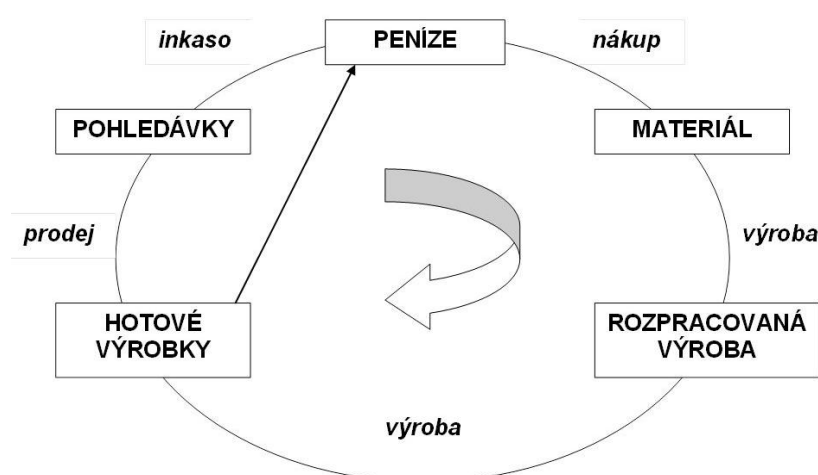 inkaso
PENÍZE
nákup
POHLEDÁVKY
MATERIÁL
prodej
výroba
HOTOVÉ
VÝROBKY
ROZPRACOVANÁ
VÝROBA
výroba